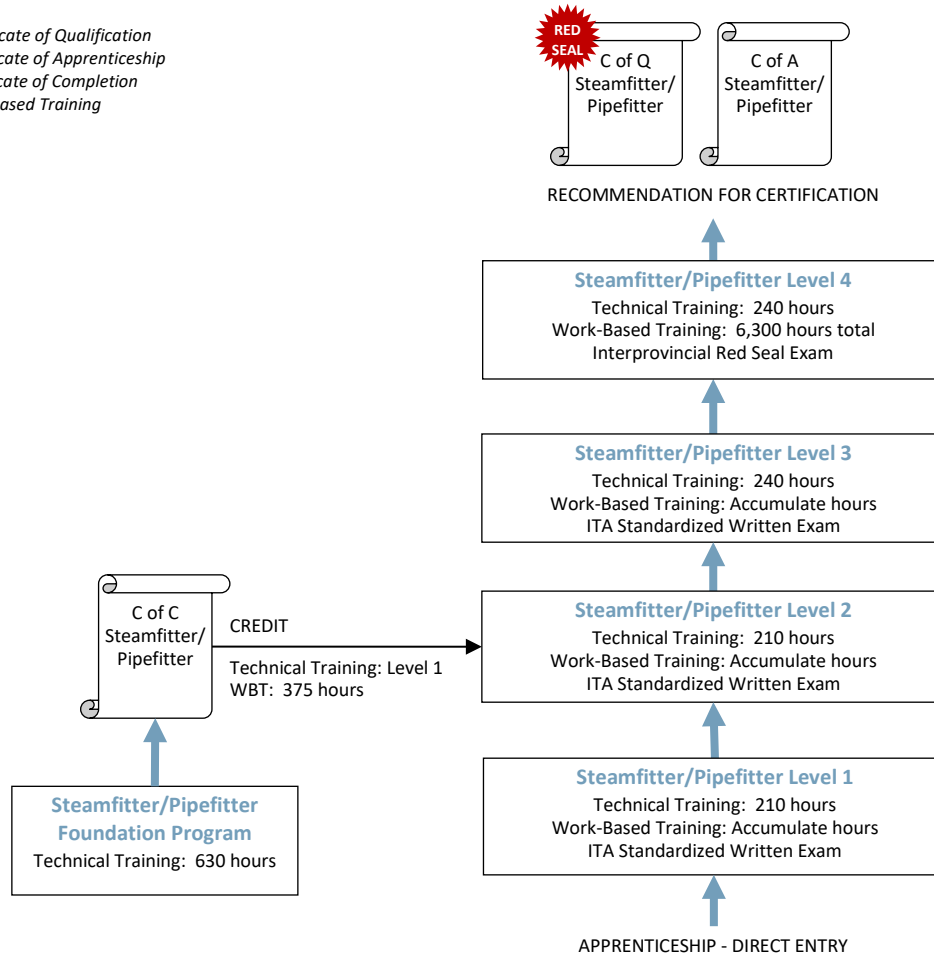 cate of Qualification
cate of Apprenticeship
cate of Completion
ased Training
RED
SEAL
C of Q
Steamfitter/
Pipefitter
C of A
Steamfitter/
Pipefitter
RECOMMENDATION FOR CERTIFICATION
Steamfitter/Pipefitter Level 4
Technical Training: 240 hours
Work-Based Training: 6,300 hours total
Interprovincial Red Seal Exam
Steamfitter/Pipefitter Level 3
Technical Training: 240 hours
Work-Based Training: Accumulate hours
ITA Standardized Written Exam
C of C
Steamfitter/
Pipefitter
CREDIT
Technical Training: Level 1
WBT: 375 hours
Steamfitter/Pipefitter Level 2
Technical Training: 210 hours
Work-Based Training: Accumulate hours
ITA Standardized Written Exam
Steamfitter/Pipefitter
Foundation Program
Technical Training: 630 hours
Steamfitter/Pipefitter Level 1
Technical Training: 210 hours
Work-Based Training: Accumulate hours
ITA Standardized Written Exam
APPRENTICESHIP - DIRECT ENTRY